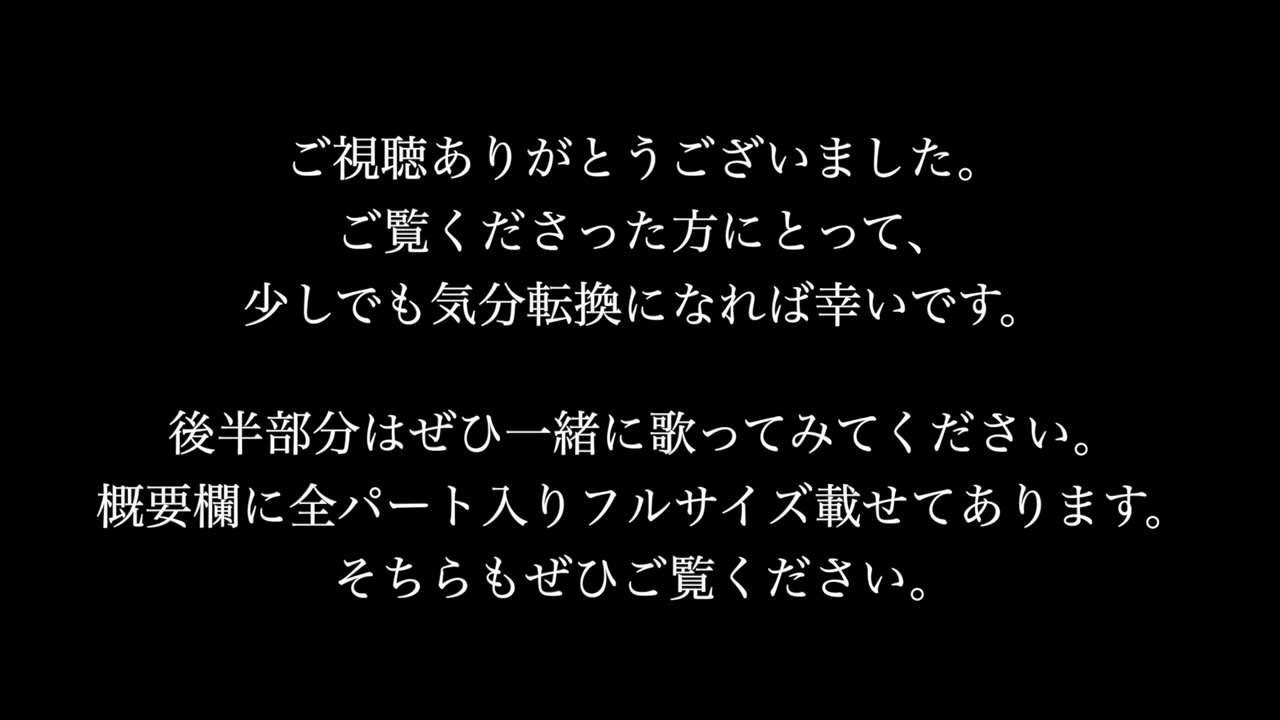 ご視聴ありがとうございました。
ご覧くださった方にとって、
少しでも気分転換になれば幸いです。
後半部分はぜひ一緒に歌ってみてください。
概要欄に全パート入りフルサイズ載せてあります。
そちらもぜひご覧ください。